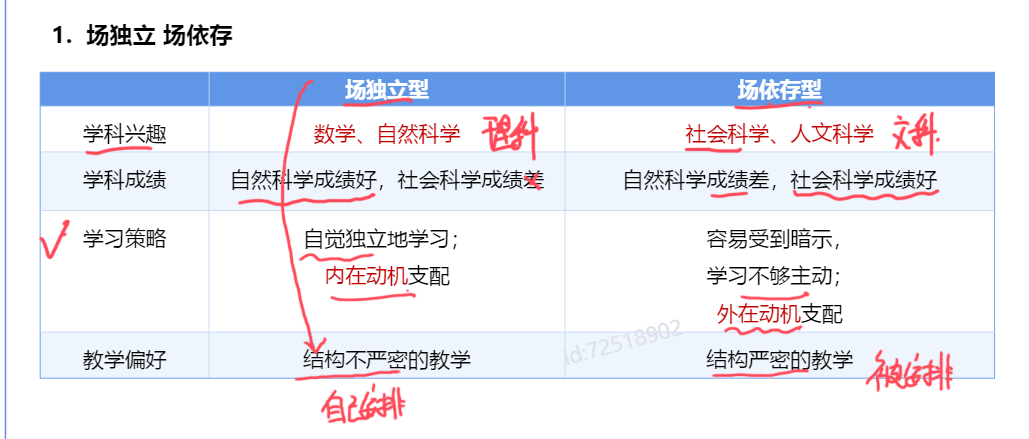 1. 场独立 场依存
场独立型 场依存型
学科兴趣 数学、自然科学 理科 社会科学、人文科学 文科
学科成绩 自然科学成绩好，社会科学成绩差 自然科学成绩差，社会科学成绩好
学习策略 自觉独立地学习； 容易受到暗示，
内在动机支配 学习不够主动；
外在动机支配
id:72518902
教学偏好 结构不严密的教学 结构严密的教学 被安排
自己安排